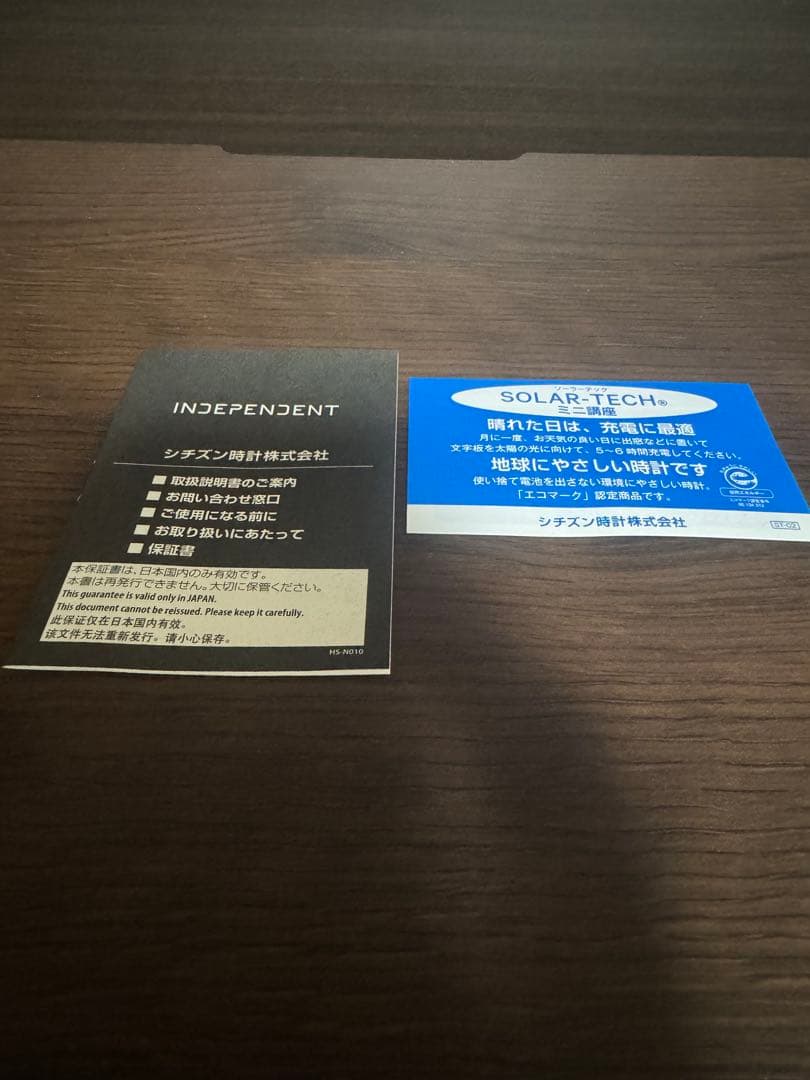 INDEPENDENT
シチズン時計株式会社
■ 取扱説明書のご案内
■ お問い合わせ窓口
■ ご使用になる前に
■ お取り扱いにあたって
■ 保証書
本保証書は、日本国内のみ有効です。
本書は再発行できません。大切に保管ください。
This guarantee is valid only in JAPAN.
This document cannot be reissued. Please keep it carefully.
此保证仅在日本国内有效。
该文件无法重新发行。请小心保存。
HS-N010
ソーラーテック
SOLAR-TECH®
ミニ講座
晴れた日は、充電に最適
月に一度、お天気の良い日に出窓などに置いて
文字板を太陽の光に向けて、5〜6時間充電してください。
地球にやさしい時計です
使い捨て電池を出さない環境にやさしい時計。
「エコマーク」認定商品です。
シチズン時計株式会社
ST-02